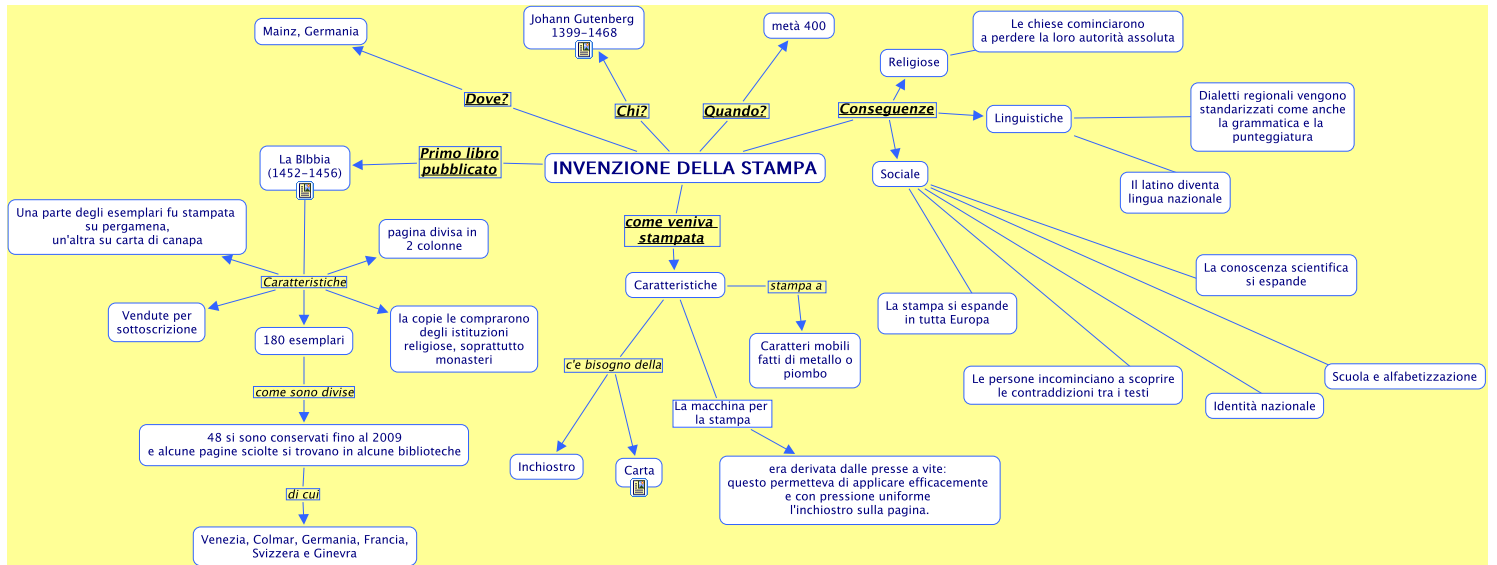 Mainz, Germania
Johann Gutenberg
1399-1468
metà 400
Le chiese cominciarono
a perdere la loro autorità assoluta
Religiose
Dove?
Chi?
Quando?
Conseguenze
Linguistiche
Dialetti regionali vengono
standarizzati come anche
la grammatica e la
punteggiatura
La BIbbia
(1452-1456)
Primo libro
pubblicato
INVENZIONE DELLA STAMPA
Sociale
Il latino diventa
lingua nazionale
Una parte degli esemplari fu stampata
su pergamena,
un'altra su carta di canapa
pagina divisa in
2 colonne
come veniva
stampata
Caratteristiche
Caratteristiche
stampa a
La conoscenza scientifica
si espande
Vendute per
sottoscrizione
180 esemplari
la copie le comprarono
degli istituzioni
religiose, soprattutto
monasteri
La stampa si espande
in tutta Europa
Caratteri mobili
fatti di metallo o
piombo
c'e bisogno della
come sono divise
Le persone incominciano a scoprire
le contraddizioni tra i testi
Identità nazionale
Scuola e alfabetizzazione
La macchina per
la stampa
48 si sono conservati fino al 2009
e alcune pagine sciolte si trovano in alcune biblioteche
Inchiostro
Carta
era derivata dalle presse a vite:
questo permetteva di applicare efficacemente
e con pressione uniforme
l'inchiostro sulla pagina.
di cui
Venezia, Colmar, Germania, Francia,
Svizzera e Ginevra